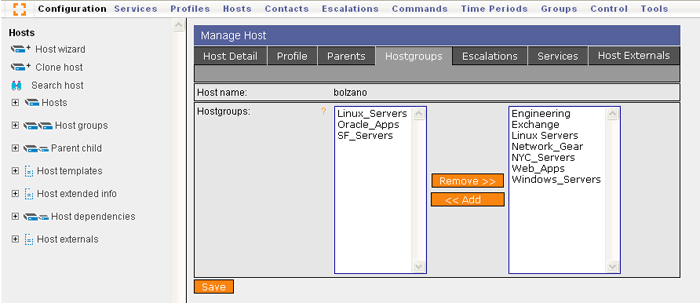 Configuration Services Profiles Hosts Contacts Escalations Commands Time Periods Groups Control Tools
Hosts
Host wizard
Clone host
Search host
Hosts
Host groups
Parent child
Host templates
Host extended info
Host dependencies
Host externals
Manage Host
Host Detail Profile Parents Hostgroups Escalations Services Host Externals
Host name: bolzano
Hostgroups: ?
Linux_Servers
Oracle_Apps
SF_Servers
Remove >>
<< Add
Engineering
Exchange
Linux Servers
Network_Gear
NYC_Servers
Web_Apps
Windows_Servers
Save